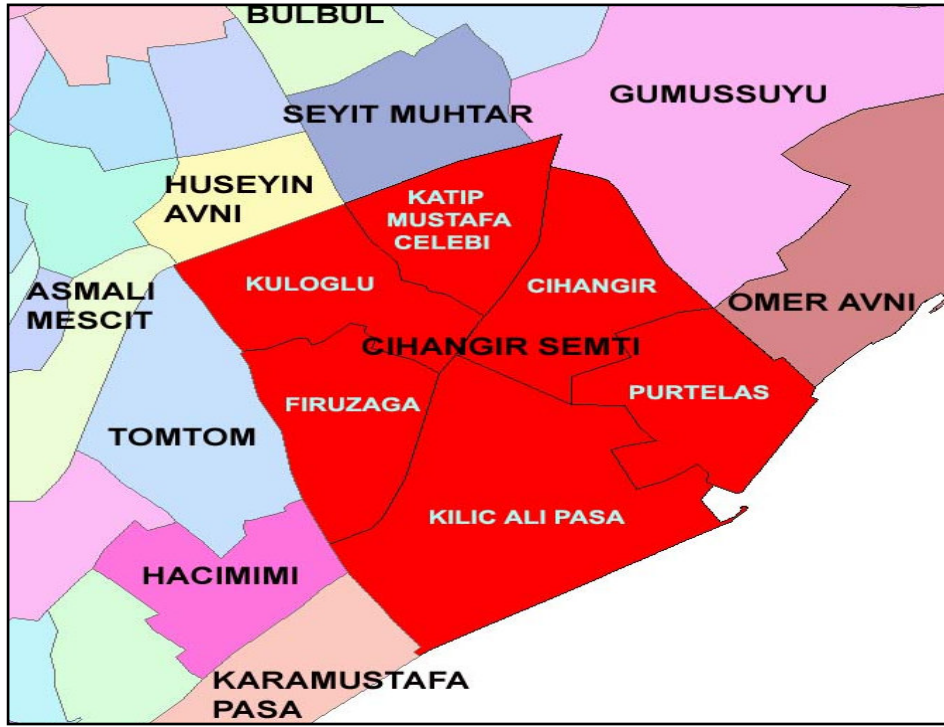 BULBUL
SEYIT MUHTAR
GUMUSSUYU
HUSEYIN
AVNI
KATIP
MUSTAFA
CELEBI
KULOGLU
CIHANGIR
ASMALI
MESCIT
OMER AVNI
CIHANGIR SEMTI
FIRUZAGA
PURTELAS
TOMTOM
KILIC ALI PASA
HACIMIMI
KARAMUSTAFA
PASA